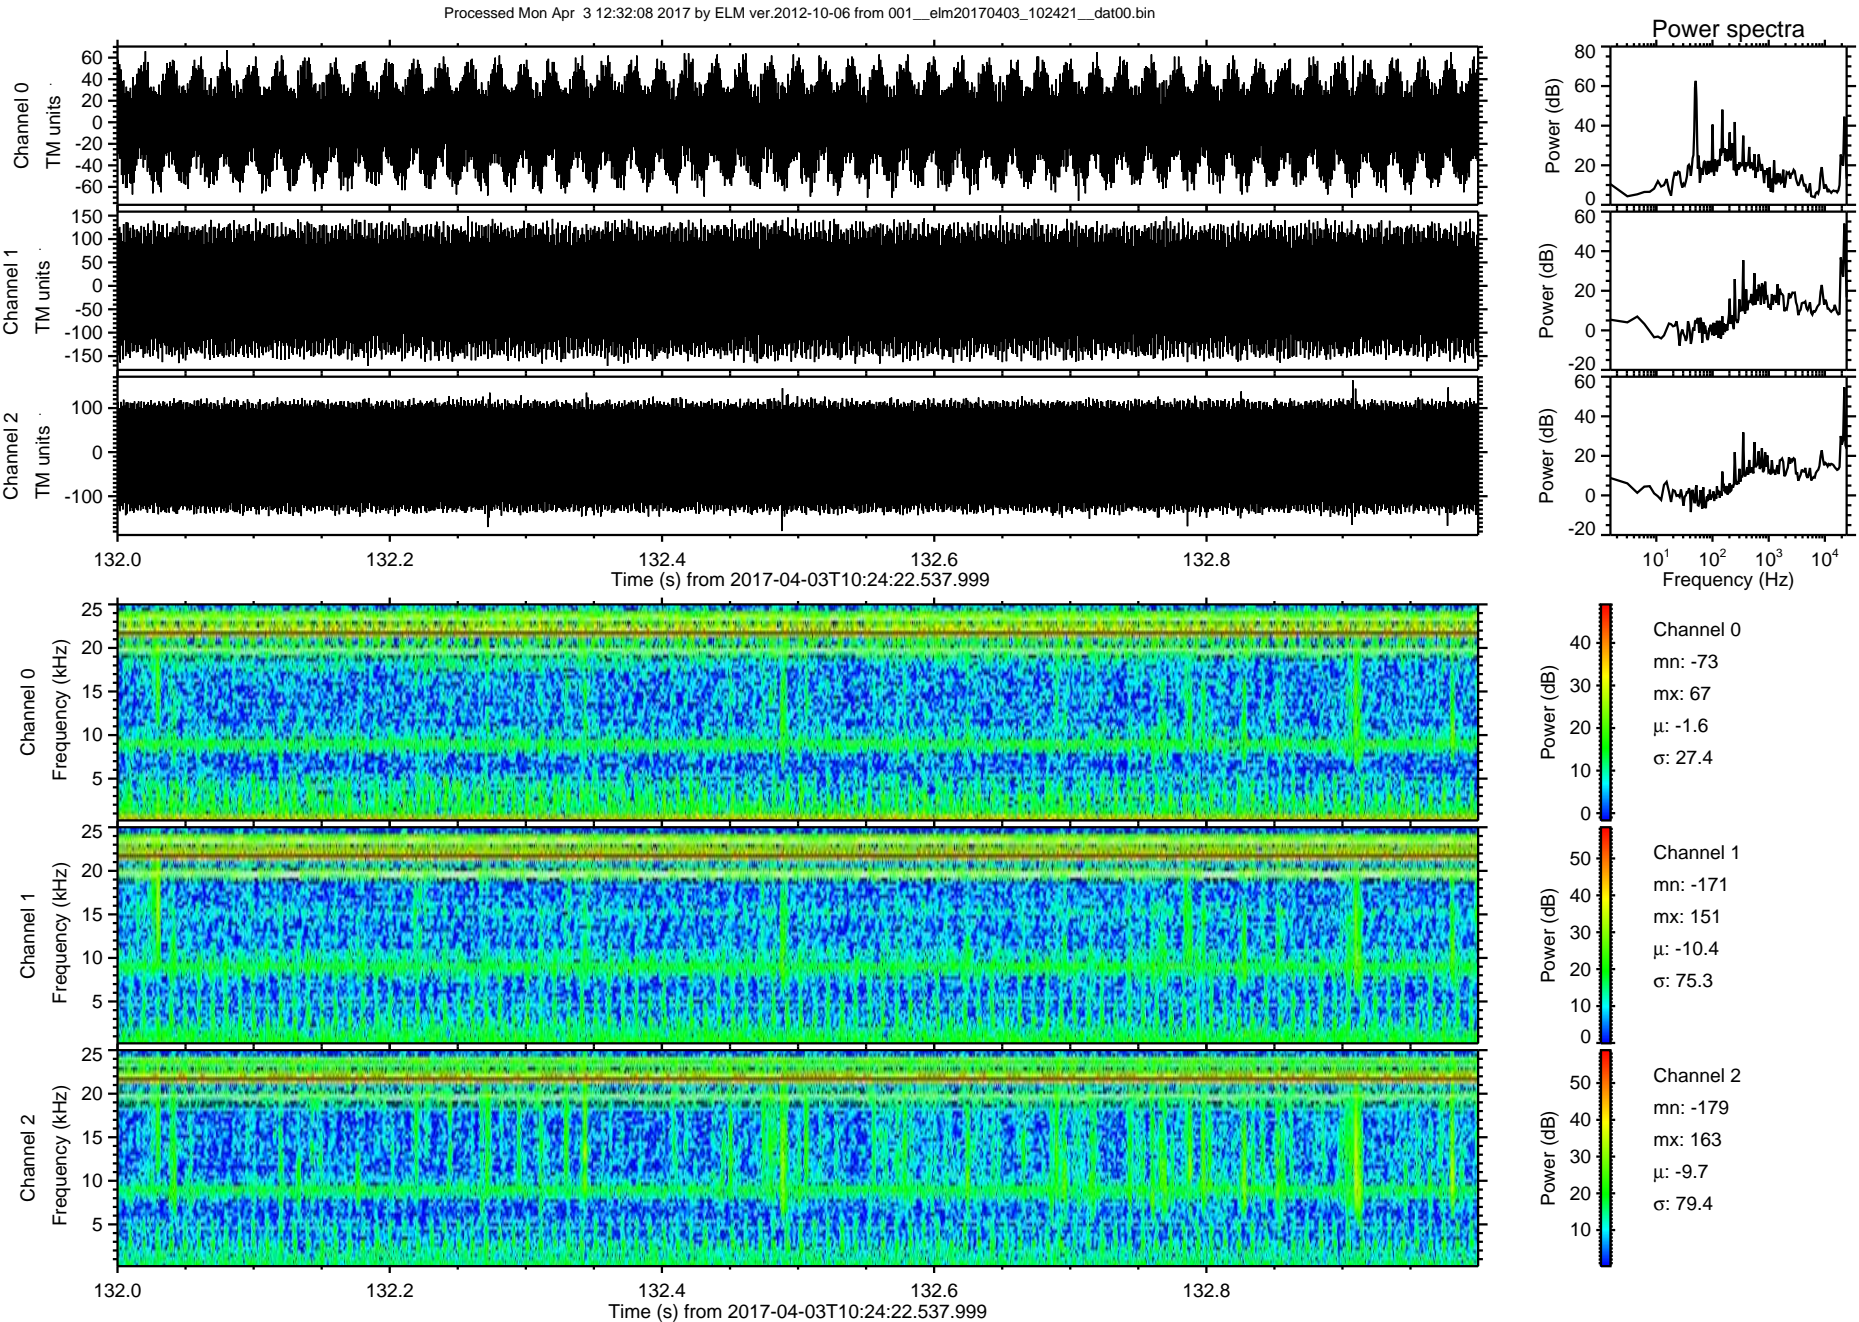 Processed Mon Apr  3 12:32:08 2017 by ELM ver.2012-10-06 from 001__elm20170403_102421__dat00.bin
Power spectra
Channel 0
TM units
60
40
20
0
-20
-40
-60
Power (dB)
80
60
40
20
0
Channel 1
TM units
150
100
50
0
-50
-100
-150
Power (dB)
60
40
20
0
-20
Channel 2
TM units
100
0
-100
Power (dB)
60
40
20
0
-20
132.0 132.2 132.4 132.6 132.8
Time (s) from 2017-04-03T10:24:22.537.999
10¹ 10² 10³ 10⁴
Frequency (Hz)
Channel 0
Frequency (kHz)
25
20
15
10
5
Power (dB)
40
30
20
10
0
Channel 0
mn: -73
mx: 67
μ: -1.6
σ: 27.4
Channel 1
Frequency (kHz)
25
20
15
10
5
Power (dB)
50
40
30
20
10
0
Channel 1
mn: -171
mx: 151
μ: -10.4
σ: 75.3
Channel 2
Frequency (kHz)
25
20
15
10
5
Power (dB)
50
40
30
20
10
Channel 2
mn: -179
mx: 163
μ: -9.7
σ: 79.4
132.0 132.2 132.4 132.6 132.8
Time (s) from 2017-04-03T10:24:22.537.999